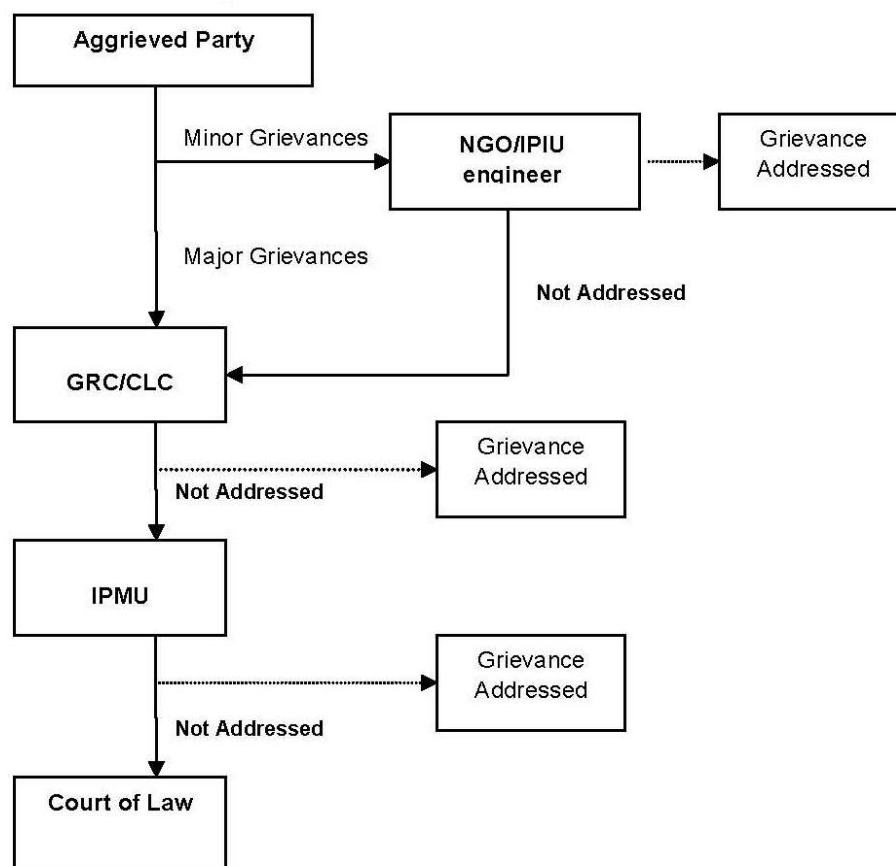 Aggrieved Party
Minor Grievances
NGO/IPIU
engineer
Grievance
Addressed
Major Grievances
Not Addressed
GRC/CLC
Grievance
Addressed
Not Addressed
IPMU
Grievance
Addressed
Not Addressed
Court of Law